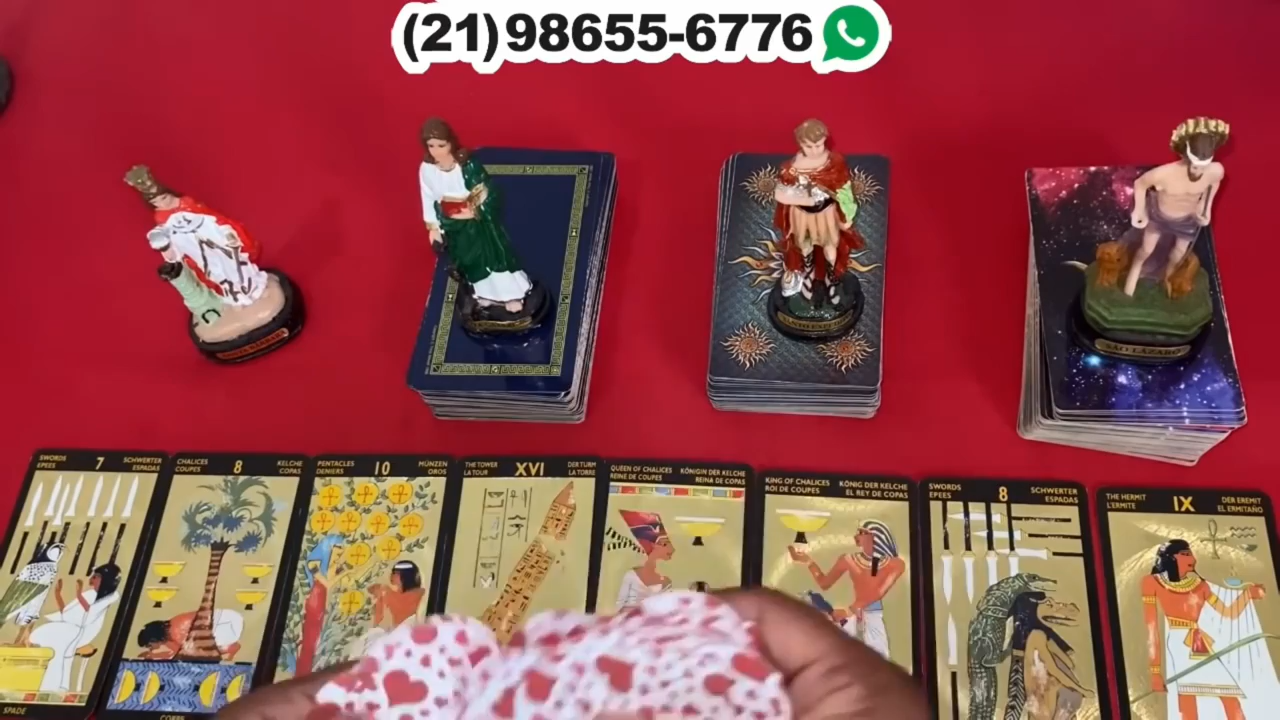 (21)98655-6776
SÃO LÁZARO
SWORDS
EPEES
7
SCHWERTER
ESPADAS
CHALICES
COUPES
8
KELCHE
COPAS
PENTACLES
DENIERS
10
MÜNZEN
OROS
THE TOWER
LA TOUR
XVI
DER TURM
LA TORRE
QUEEN OF CHALICES
REINE DE COUPES
KÖNIGIN DER KELCHE
REINA DE COPAS
KING OF CHALICES
ROI DE COUPES
KÖNIG DER KELCHE
EL REY DE COPAS
SWORDS
EPEES
8
SCHWERTER
ESPADAS
THE HERMIT
L'ERMITE
IX
DER EREMIT
EL ERMITAÑO
SPADE
COPPE